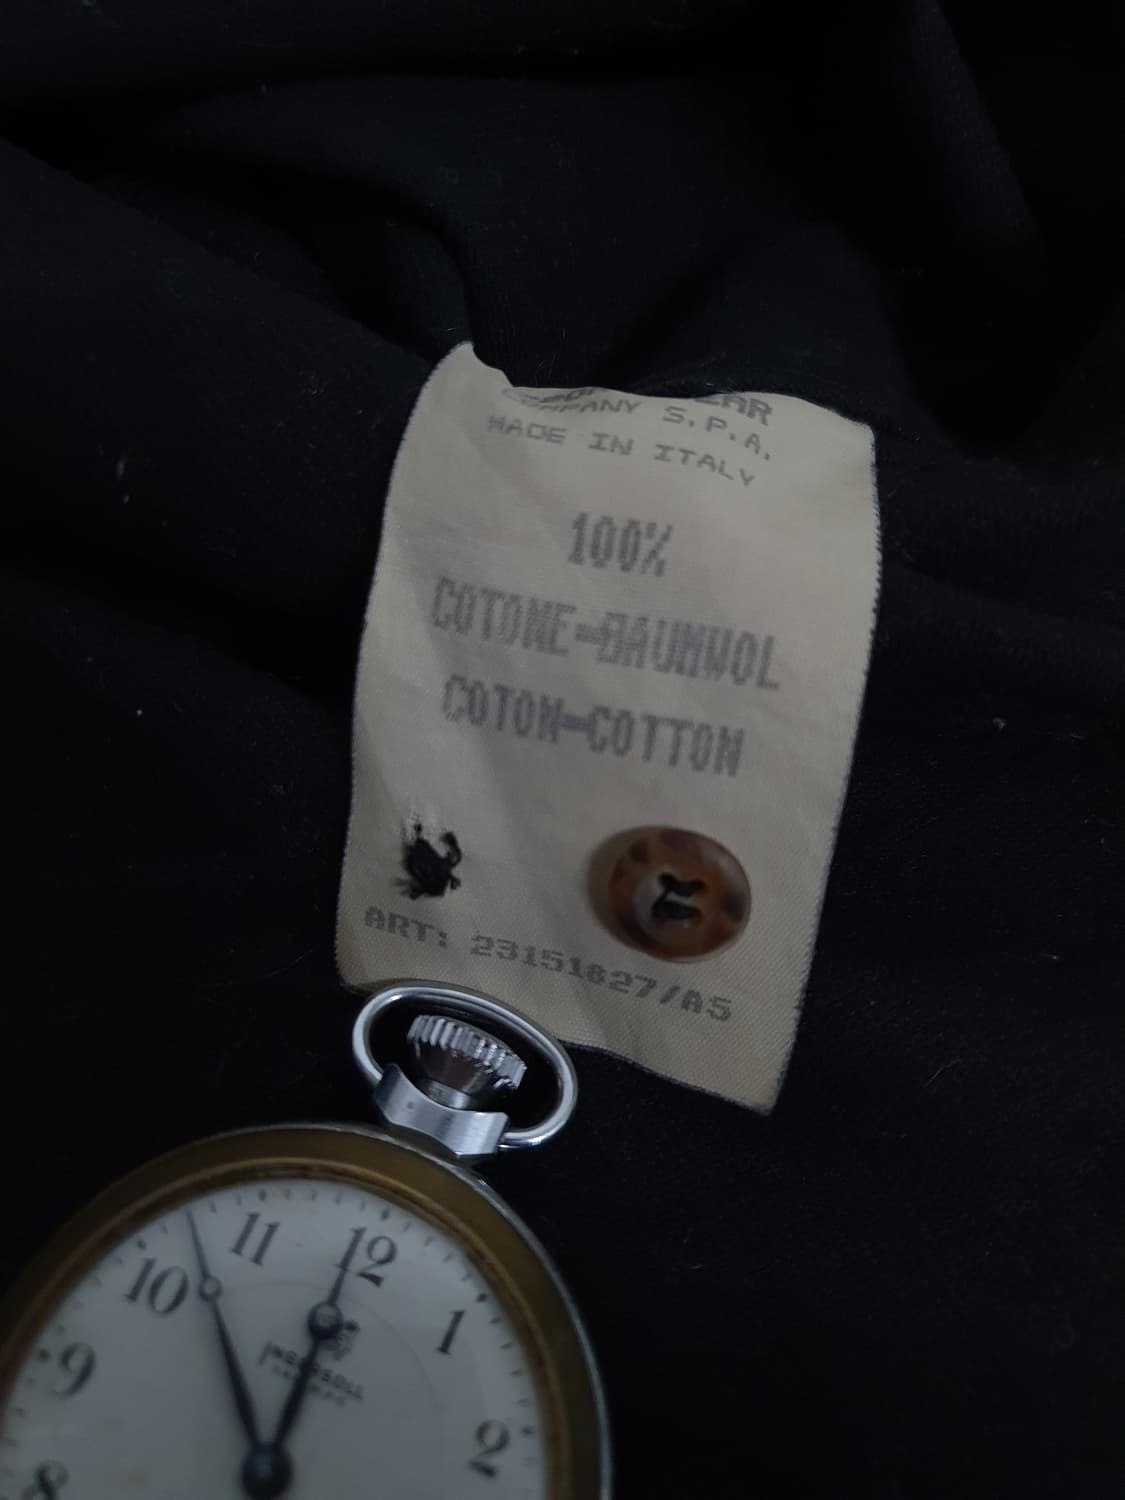 COMPANY S.P.A.
MADE IN ITALY
100%
COTONE=BAUMWOL
COTON=COTTON
ART: 23151827/A5
11
12
10
1
9
INGERSOLL
2
8